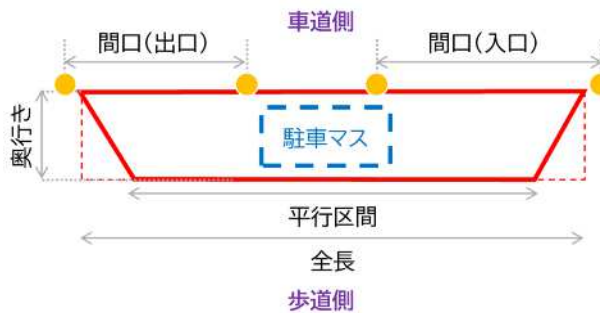 車道側
間口(出口)
間口(入口)
奥行き
駐車マス
平行区間
全長
歩道側